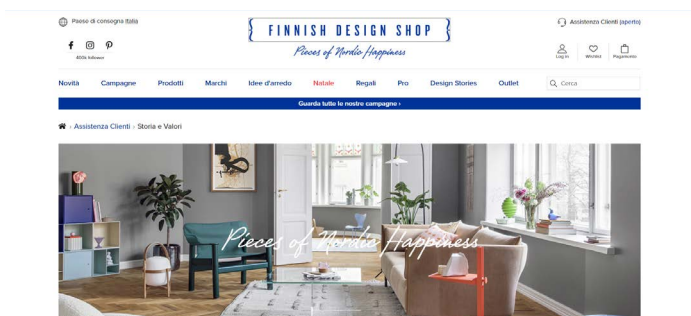 Paese di consegna Italia
FINNISH DESIGN SHOP
Pieces of Nordic Happiness
Assistenza Clienti (aperto)
400k follower
Log in
Wishlist
Pagamento
Novità Campagne Prodotti Marchi Idee d'arredo Natale Regali Pro Design Stories Outlet
Cerca
Guarda tutte le nostre campagne ›
› Assistenza Clienti › Storia e Valori
Pieces of Nordic Happiness